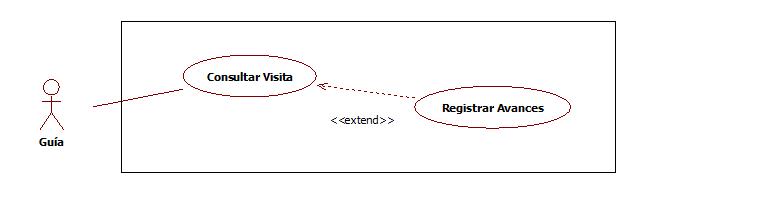 Consultar Visita
Registrar Avances
<<extend>>
Guía